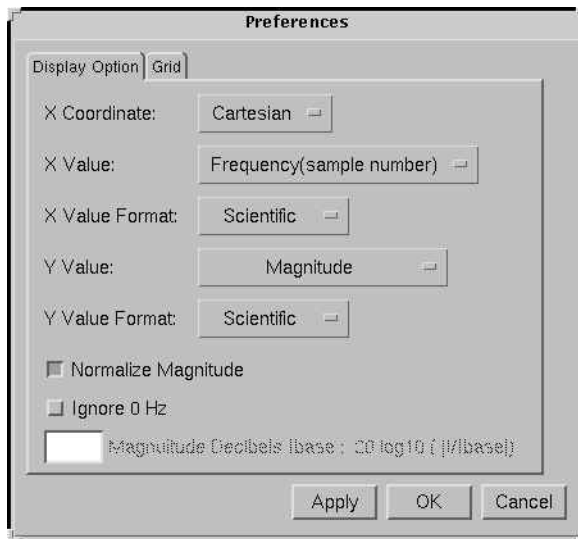 Preferences
Display Option Grid
X Coordinate: Cartesian
X Value: Frequency(sample number)
X Value Format: Scientific
Y Value: Magnitude
Y Value Format: Scientific
Normalize Magnitude
Ignore 0 Hz
Magnuitude Decibels Ibase : 20 log10 ( |I/Ibase|)
Apply OK Cancel